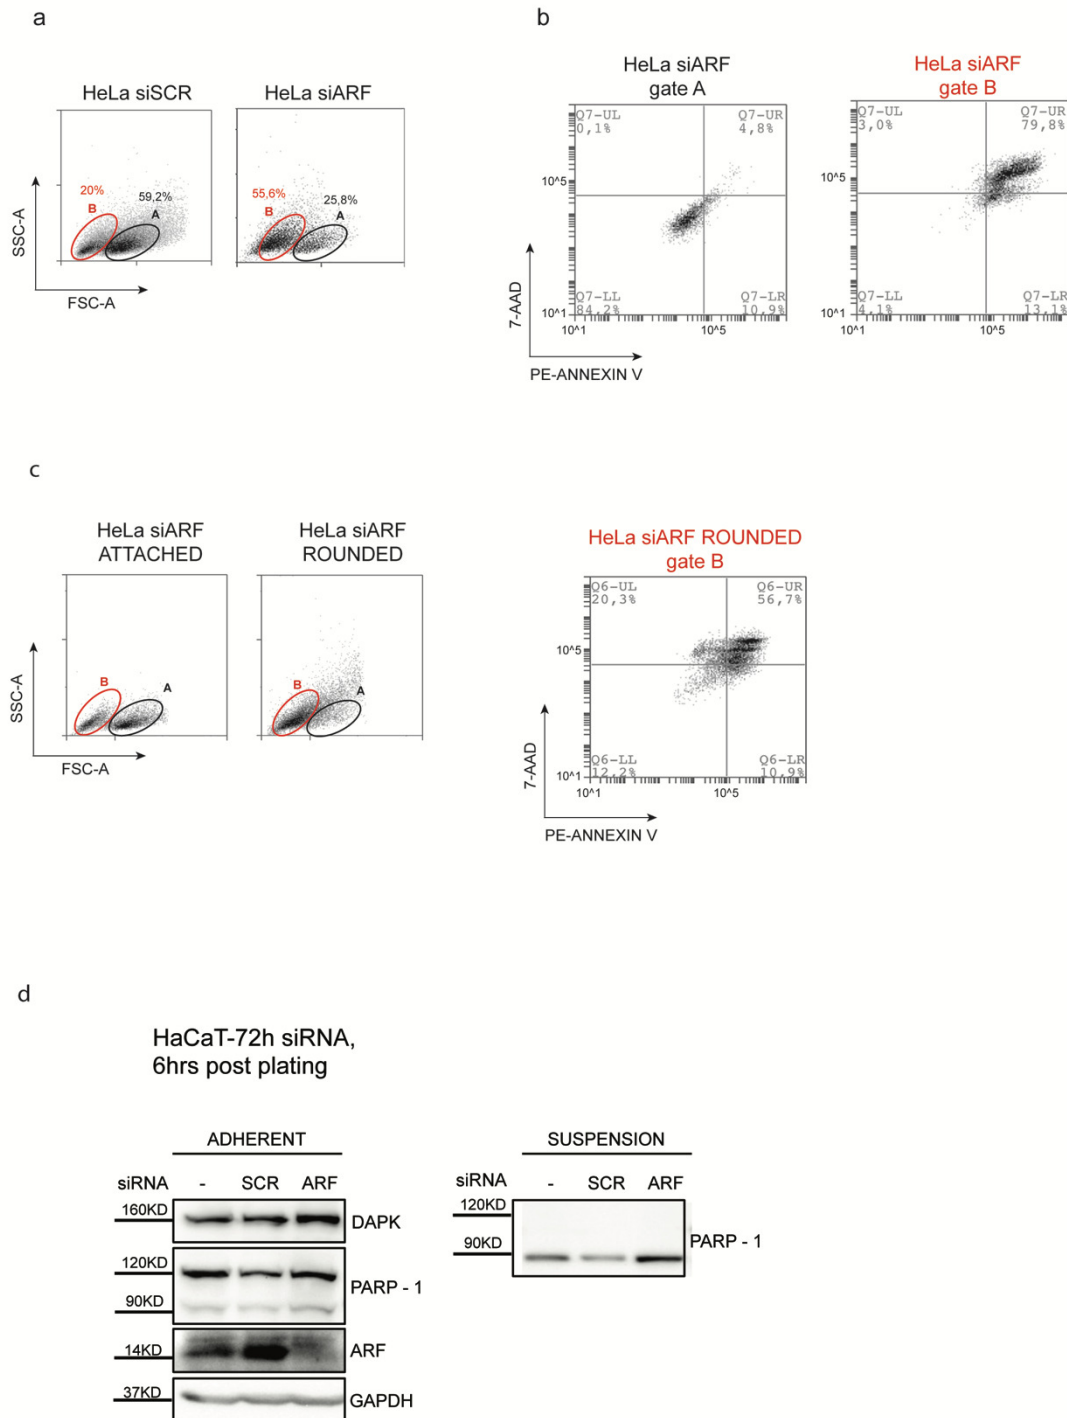 a
HeLa siSCR
HeLa siARF
20%
59,2%
B
A
55,6%
25,8%
B
A
SSC-A
FSC-A
b
HeLa siARF
gate A
HeLa siARF
gate B
Q7-UL
0,1%
Q7-UR
4,8%
Q7-LL
84,2%
Q7-LR
10,9%
10^5
10^1
10^1
10^5
Q7-UL
3,0%
Q7-UR
79,8%
Q7-LL
4,1%
Q7-LR
13,1%
10^5
10^1
10^1
10^5
7-AAD
PE-ANNEXIN V
c
HeLa siARF
ATTACHED
HeLa siARF
ROUNDED
B
A
B
A
SSC-A
FSC-A
HeLa siARF ROUNDED
gate B
Q6-UL
20,3%
Q6-UR
56,7%
Q6-LL
12,2%
Q6-LR
10,9%
10^5
10^1
10^1
10^5
7-AAD
PE-ANNEXIN V
d
HaCaT-72h siRNA,
6hrs post plating
ADHERENT
siRNA - SCR ARF
160KD
DAPK
120KD
PARP - 1
90KD
14KD
ARF
37KD
GAPDH
SUSPENSION
siRNA - SCR ARF
120KD
90KD
PARP - 1